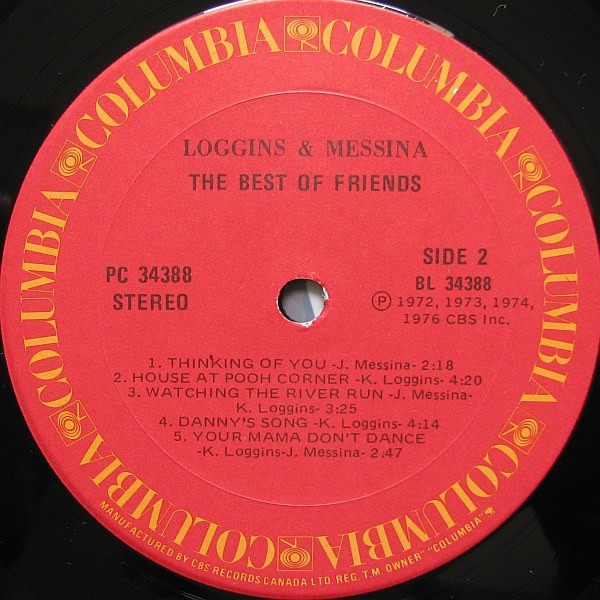 COLUMBIA COLUMBIA COLUMBIA COLUMBIA COLUMBIA COLUMBIA COLUMBIA
LOGGINS & MESSINA
THE BEST OF FRIENDS
PC 34388
STEREO
SIDE 2
BL 34388
Ⓟ 1972, 1973, 1974,
1976 CBS Inc.
1. THINKING OF YOU -J. Messina- 2:18
2. HOUSE AT POOH CORNER -K. Loggins- 4:20
3. WATCHING THE RIVER RUN -J. Messina-
K. Loggins- 3:25
4. DANNY'S SONG -K. Loggins- 4:14
5. YOUR MAMA DON'T DANCE
-K. Loggins-J. Messina- 2:47
MANUFACTURED BY CBS RECORDS CANADA LTD. REG. T.M. OWNER "COLUMBIA"